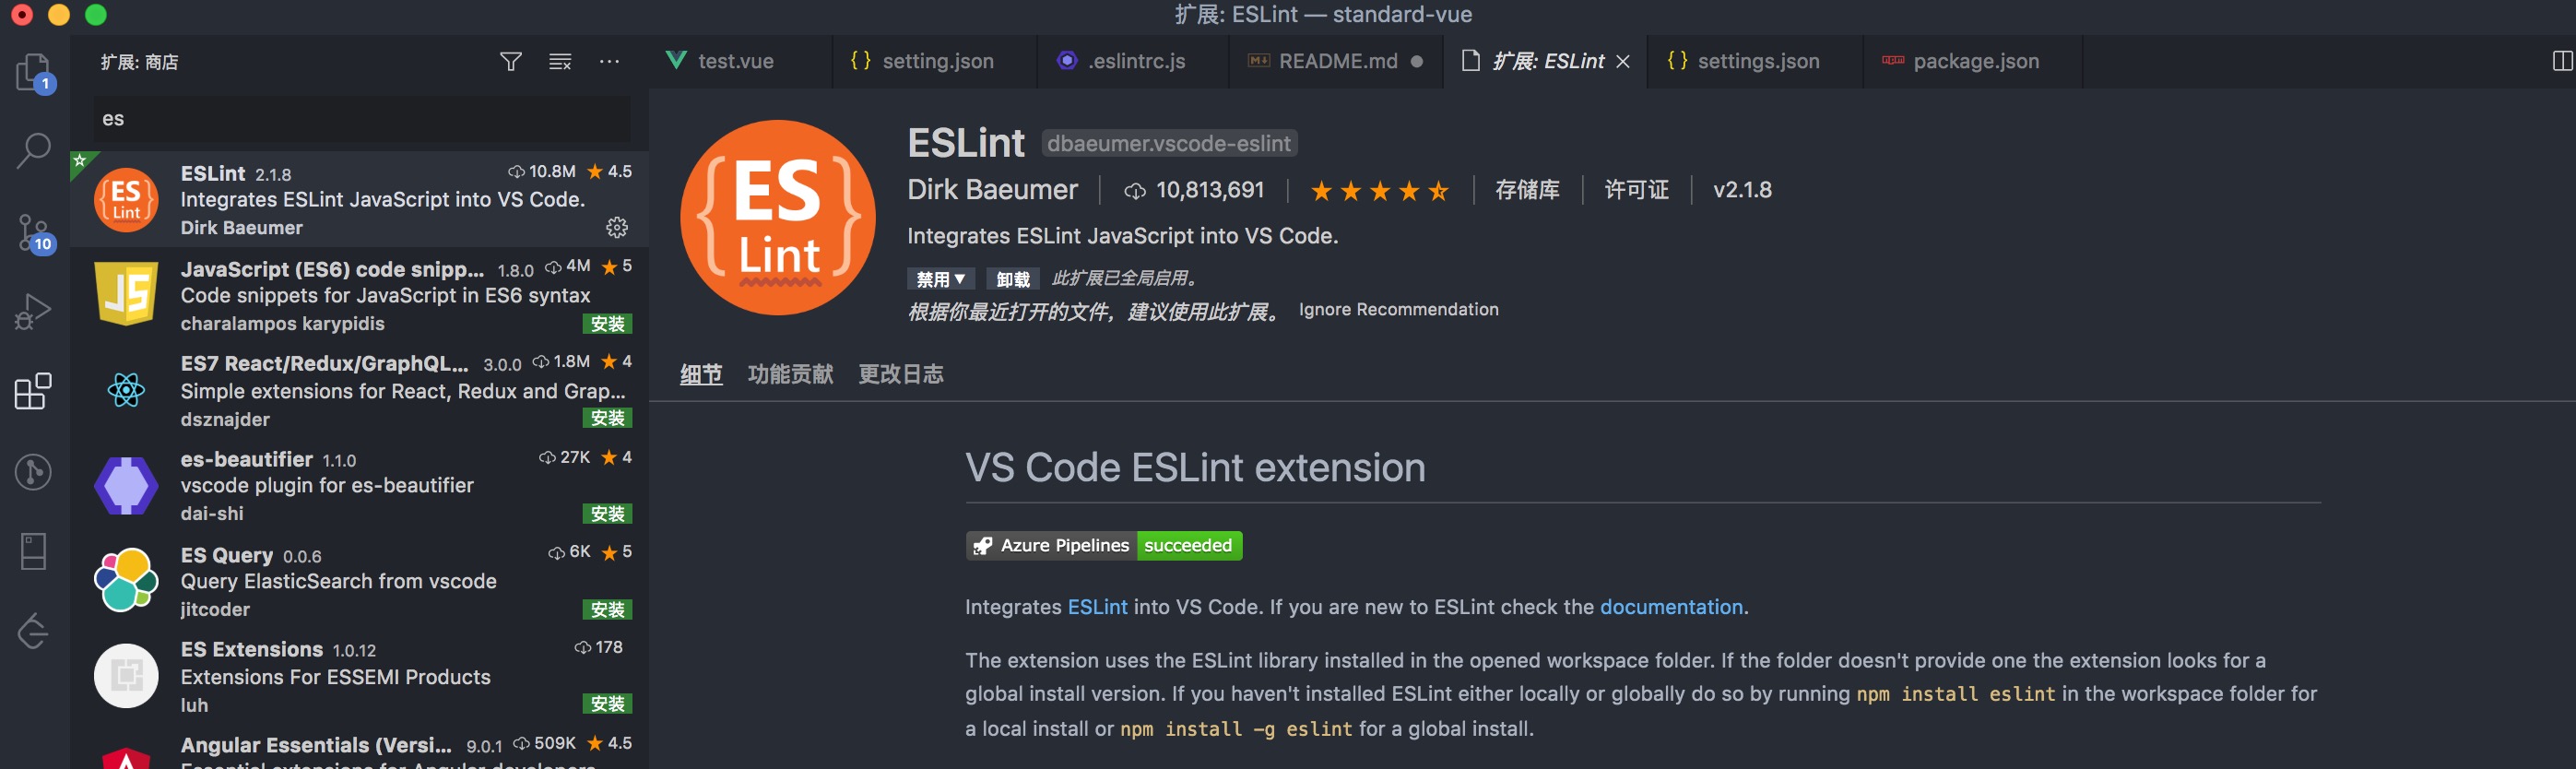 扩展: ESLint — standard-vue
1
10
扩展: 商店
es
ESLint 2.1.8 10.8M ★ 4.5
Integrates ESLint JavaScript into VS Code.
Dirk Baeumer
JavaScript (ES6) code snipp... 1.8.0 4M ★ 5
Code snippets for JavaScript in ES6 syntax
charalampos karypidis 安装
ES7 React/Redux/GraphQL... 3.0.0 1.8M ★ 4
Simple extensions for React, Redux and Grap...
dsznajder 安装
es-beautifier 1.1.0 27K ★ 4
vscode plugin for es-beautifier
dai-shi 安装
ES Query 0.0.6 6K ★ 5
Query ElasticSearch from vscode
jitcoder 安装
ES Extensions 1.0.12 178
Extensions For ESSEMI Products
luh 安装
Angular Essentials (Versi... 9.0.1 509K ★ 4.5
Essential extensions for Angular developers
test.vue { } setting.json .eslintrc.js README.md 扩展: ESLint { } settings.json package.json
{ES}
Lint
ESLint dbaeumer.vscode-eslint
Dirk Baeumer | 10,813,691 | ★★★★★ | 存储库 | 许可证 | v2.1.8
Integrates ESLint JavaScript into VS Code.
禁用▼ 卸载 此扩展已全局启用。
根据你最近打开的文件，建议使用此扩展。 Ignore Recommendation
细节 功能贡献 更改日志
VS Code ESLint extension
Azure Pipelines succeeded
Integrates ESLint into VS Code. If you are new to ESLint check the documentation.
The extension uses the ESLint library installed in the opened workspace folder. If the folder doesn't provide one the extension looks for a
global install version. If you haven't installed ESLint either locally or globally do so by running npm install eslint in the workspace folder for
a local install or npm install -g eslint for a global install.